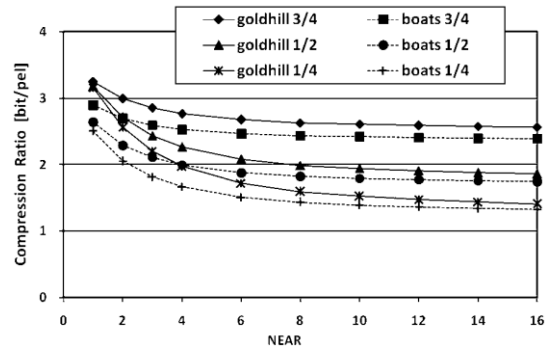 goldhill 3/4 boats 3/4
goldhill 1/2 boats 1/2
goldhill 1/4 boats 1/4
Compression Ratio [bit/pel]
4
3
2
1
0
0 2 4 6 8 10 12 14 16
NEAR